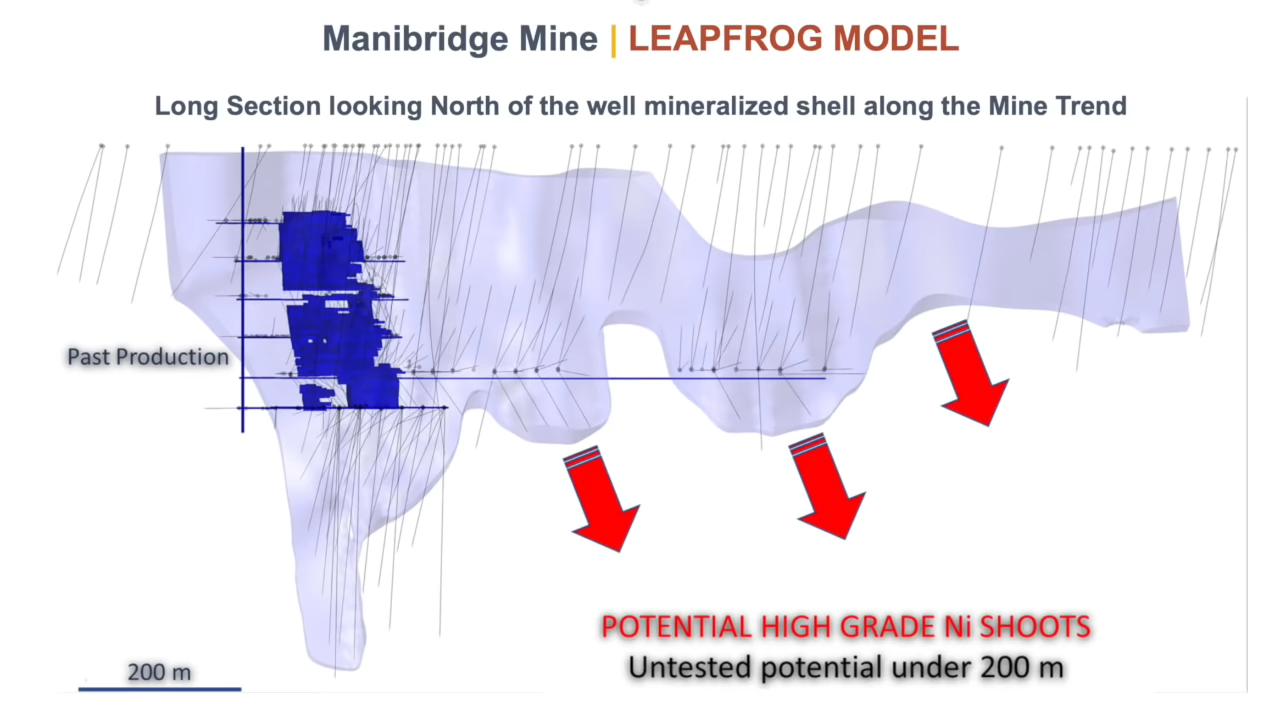 Manibridge Mine | LEAPFROG MODEL
Long Section looking North of the well mineralized shell along the Mine Trend
Past Production
POTENTIAL HIGH GRADE Ni SHOOTS
Untested potential under 200 m
200 m